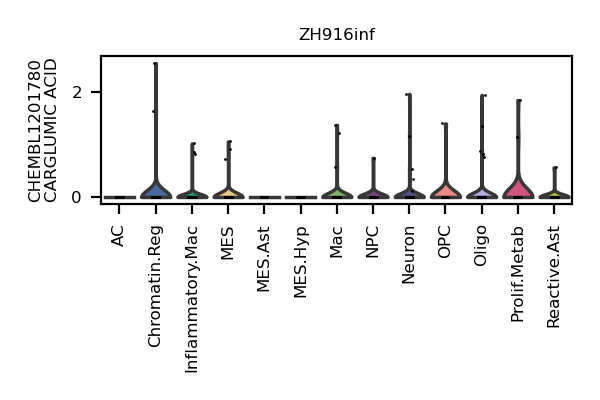 ZH916inf
CHEMBL1201780
CARGLUMIC ACID
2
0
AC
Chromatin.Reg
Inflammatory.Mac
MES
MES.Ast
MES.Hyp
Mac
NPC
Neuron
OPC
Oligo
Prolif.Metab
Reactive.Ast